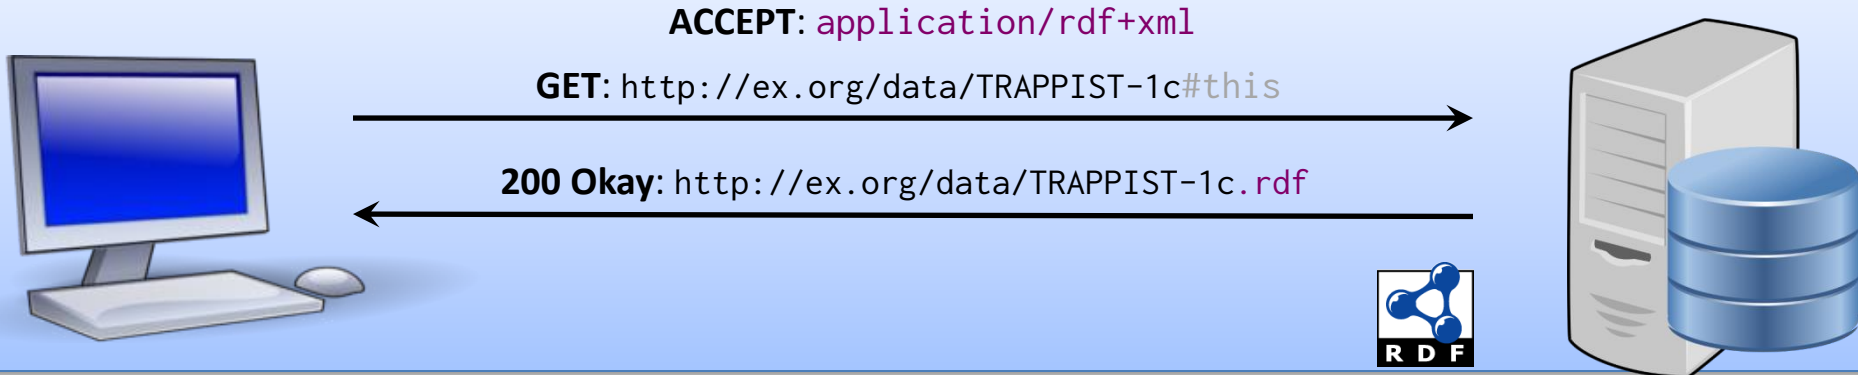 ACCEPT: application/rdf+xml
GET: http://ex.org/data/TRAPPIST-1c#this
200 Okay: http://ex.org/data/TRAPPIST-1c.rdf
RDF